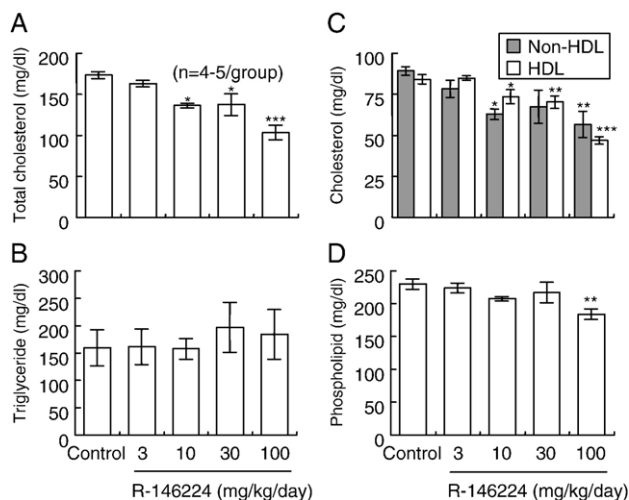 A
200
150
100
50
0
Total cholesterol (mg/dl)
(n=4-5/group)
*
*
***
C
100
75
50
25
0
Cholesterol (mg/dl)
Non-HDL
HDL
*
*
**
**
***
B
300
250
200
150
100
50
0
Triglyceride (mg/dl)
Control 3 10 30 100
R-146224 (mg/kg/day)
D
250
200
150
100
50
0
Phospholipid (mg/dl)
**
Control 3 10 30 100
R-146224 (mg/kg/day)